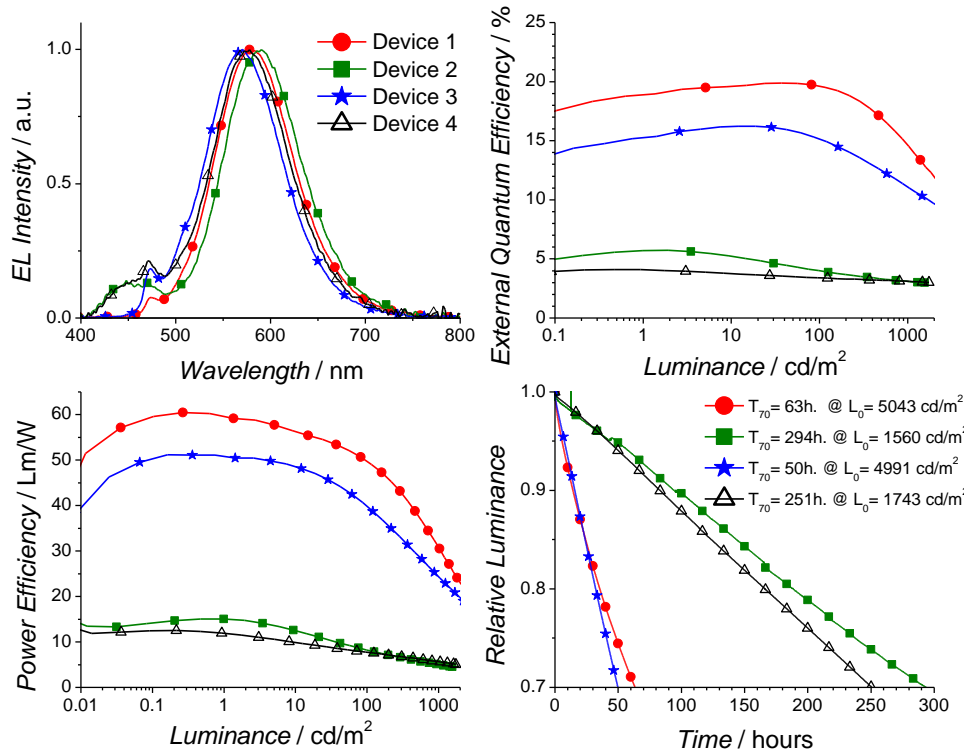 1.0
0.5
0.0
400 500 600 700 800
EL Intensity / a.u.
Wavelength / nm
Device 1
Device 2
Device 3
Device 4
25
20
15
10
5
0
0.1 1 10 100 1000
External Quantum Efficiency / %
Luminance / cd/m²
60
50
40
30
20
10
0
0.01 0.1 1 10 100 1000
Power Efficiency / Lm/W
Luminance / cd/m²
1.0
0.9
0.8
0.7
0 50 100 150 200 250 300
Relative Luminance
Time / hours
T₇₀= 63h. @ L₀= 5043 cd/m²
T₇₀= 294h. @ L₀= 1560 cd/m²
T₇₀= 50h. @ L₀= 4991 cd/m²
T₇₀= 251h. @ L₀= 1743 cd/m²